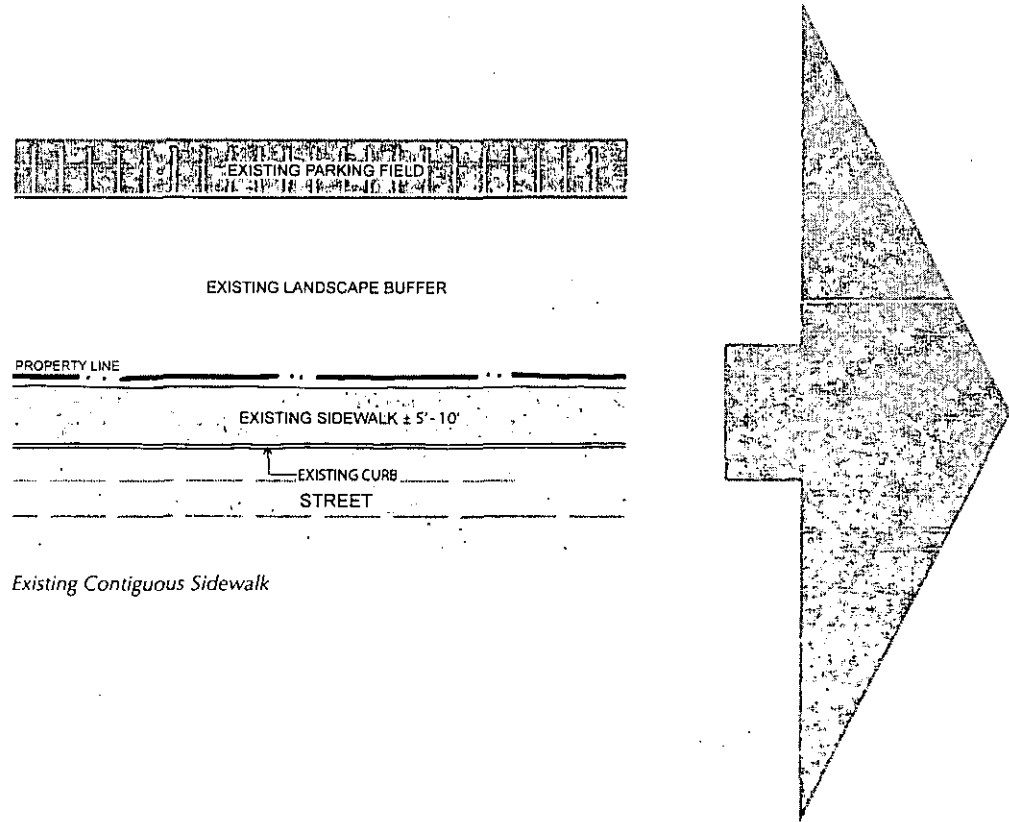 EXISTING PARKING FIELD
EXISTING LANDSCAPE BUFFER
PROPERTY LINE
EXISTING SIDEWALK ± 5' - 10'
EXISTING CURB
STREET
Existing Contiguous Sidewalk